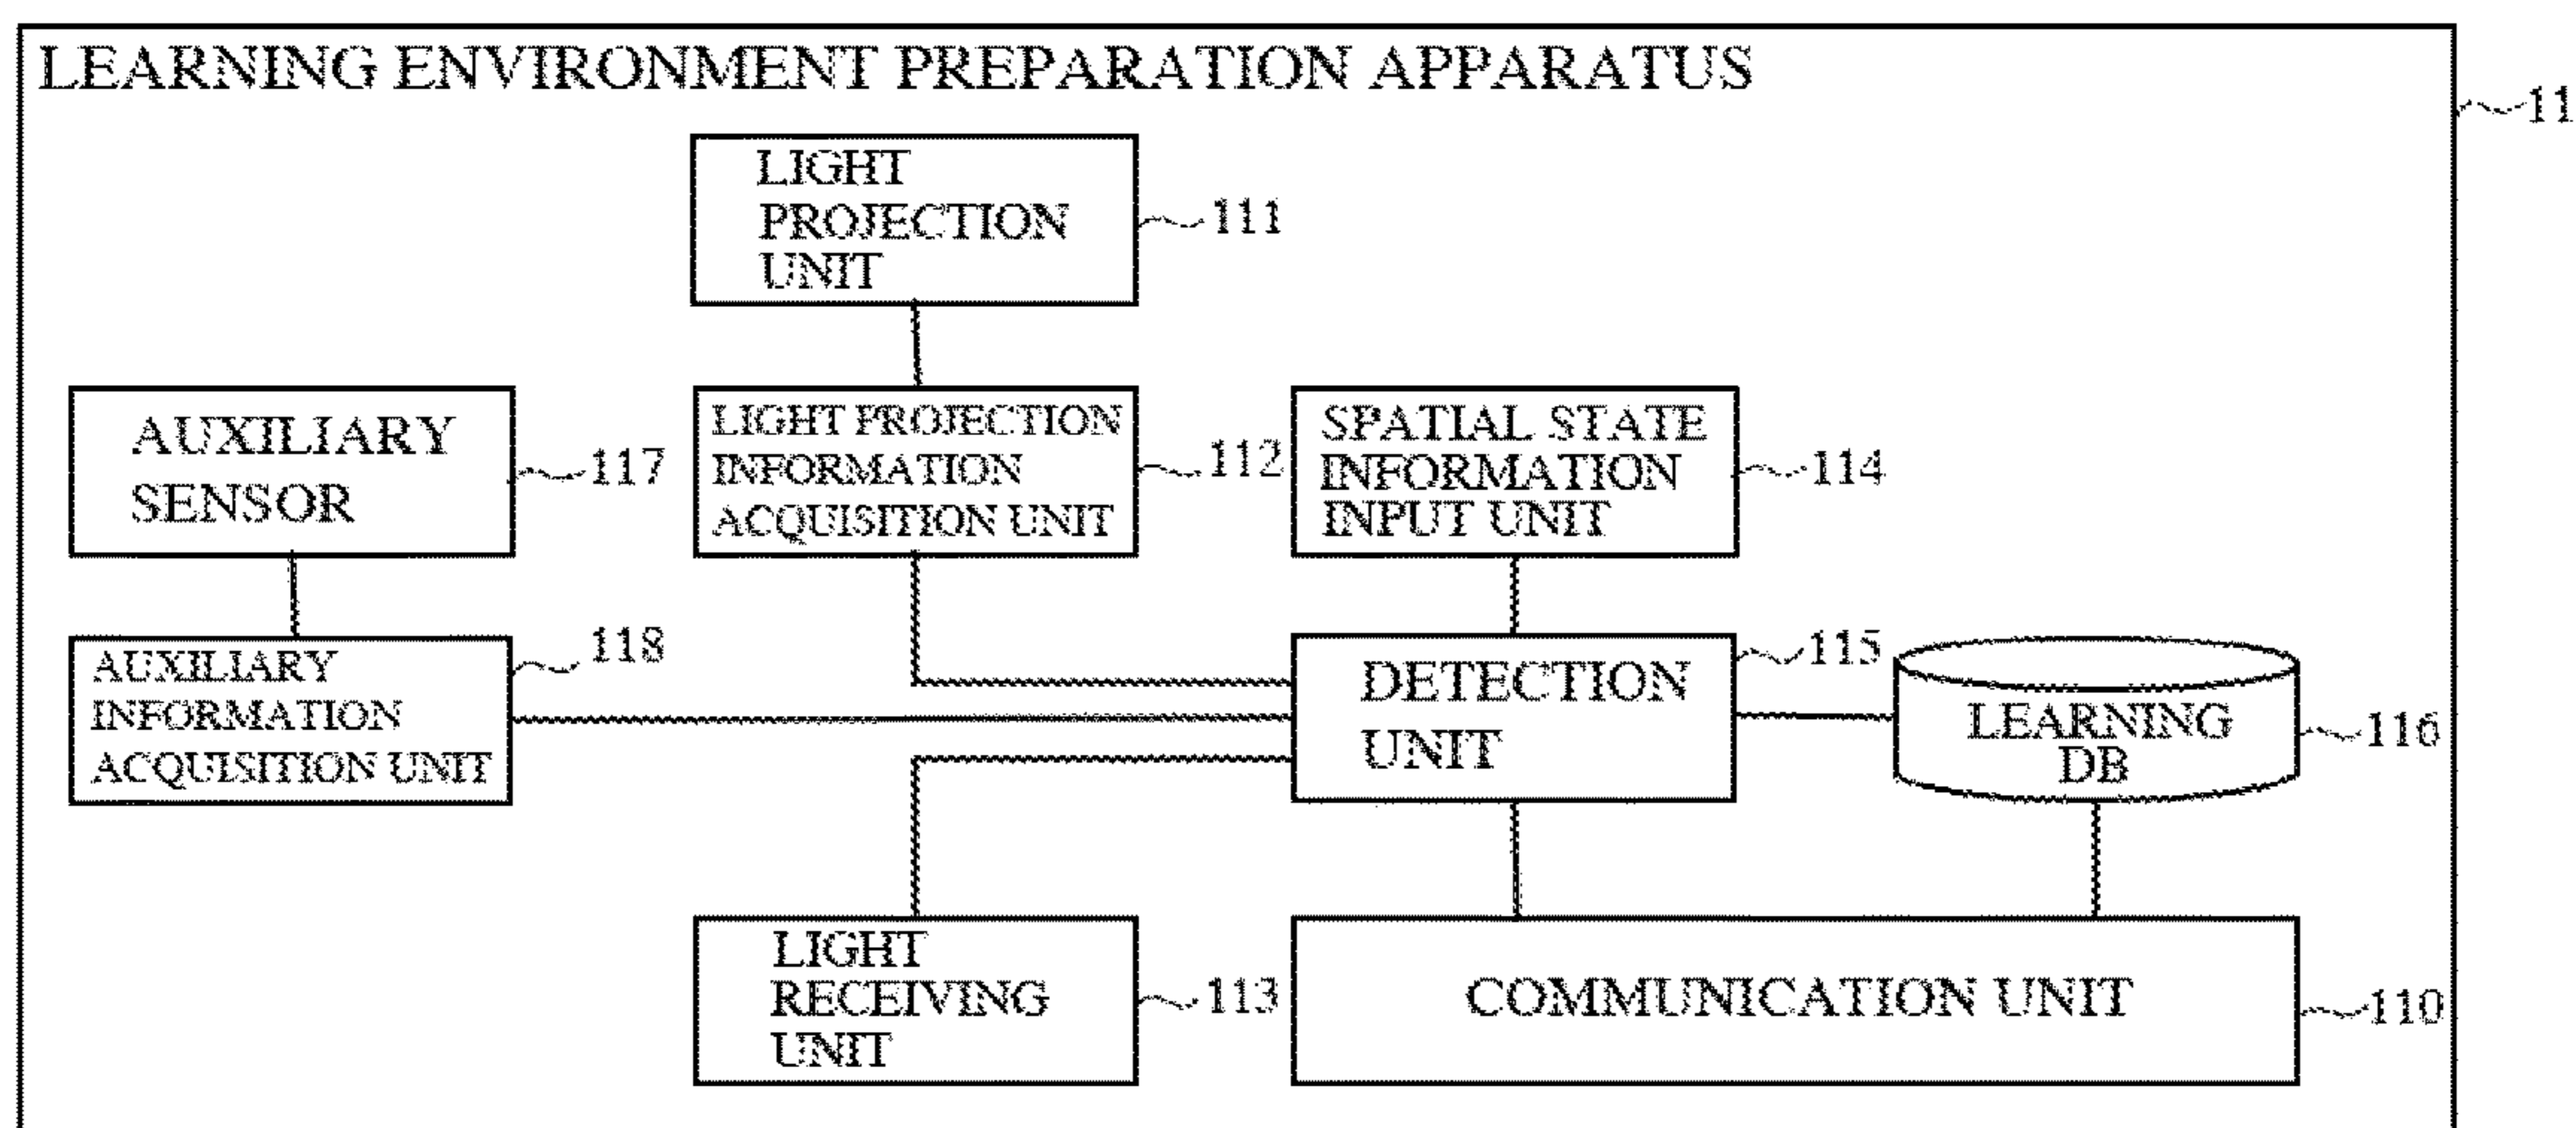 LEARNING ENVIRONMENT PREPARATION APPARATUS
11
LIGHT
PROJECTION
UNIT
111
AUXILIARY
SENSOR
117
LIGHT PROJECTION
INFORMATION
ACQUISITION UNIT
112
SPATIAL STATE
INFORMATION
INPUT UNIT
114
AUXILIARY
INFORMATION
ACQUISITION UNIT
118
DETECTION
UNIT
115
LEARNING
DB
116
LIGHT
RECEIVING
UNIT
113
COMMUNICATION UNIT
110